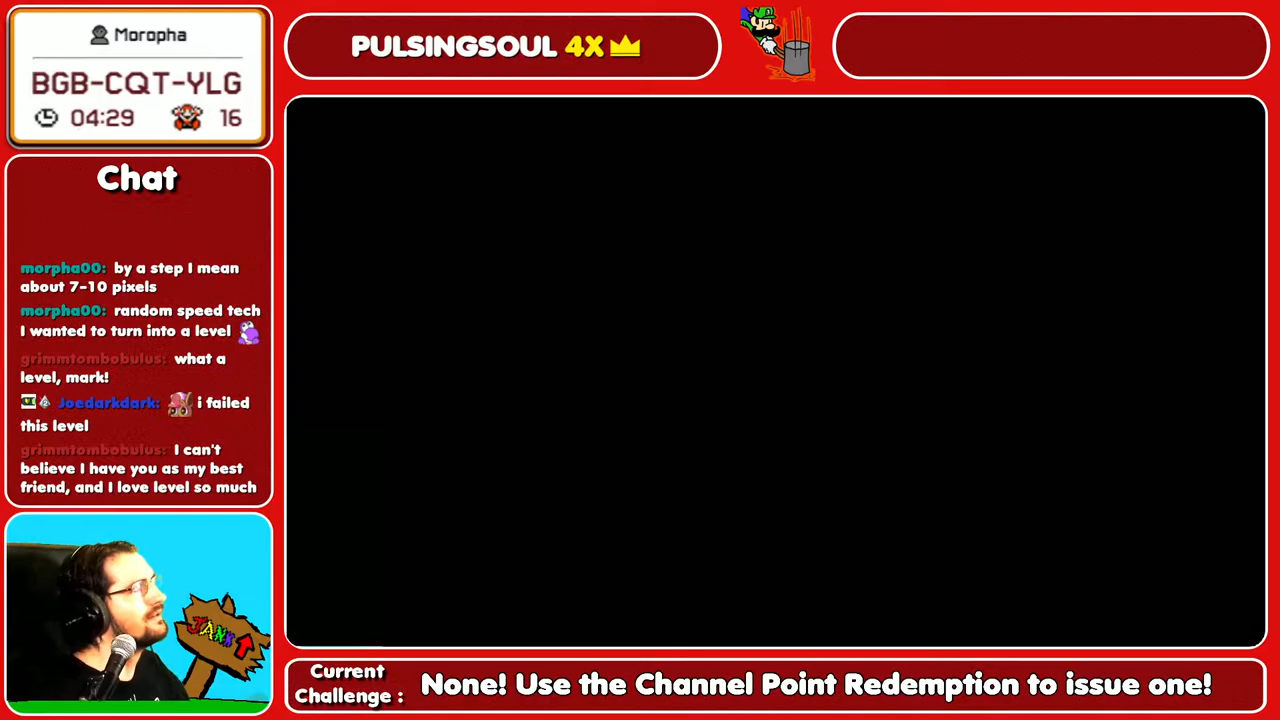 Moropha
BGB-CQT-YLG
04:29 16
PULSINGSOUL 4X
Chat
morpha00: by a step I mean
about 7-10 pixels
morpha00: random speed tech
I wanted to turn into a level
grimmtombobulus: what a
level, mark!
Joedarkdark: i failed
this level
grimmtombobulus: I can't
believe I have you as my best
friend, and I love level so much
JANK
Current
Challenge :
None! Use the Channel Point Redemption to issue one!